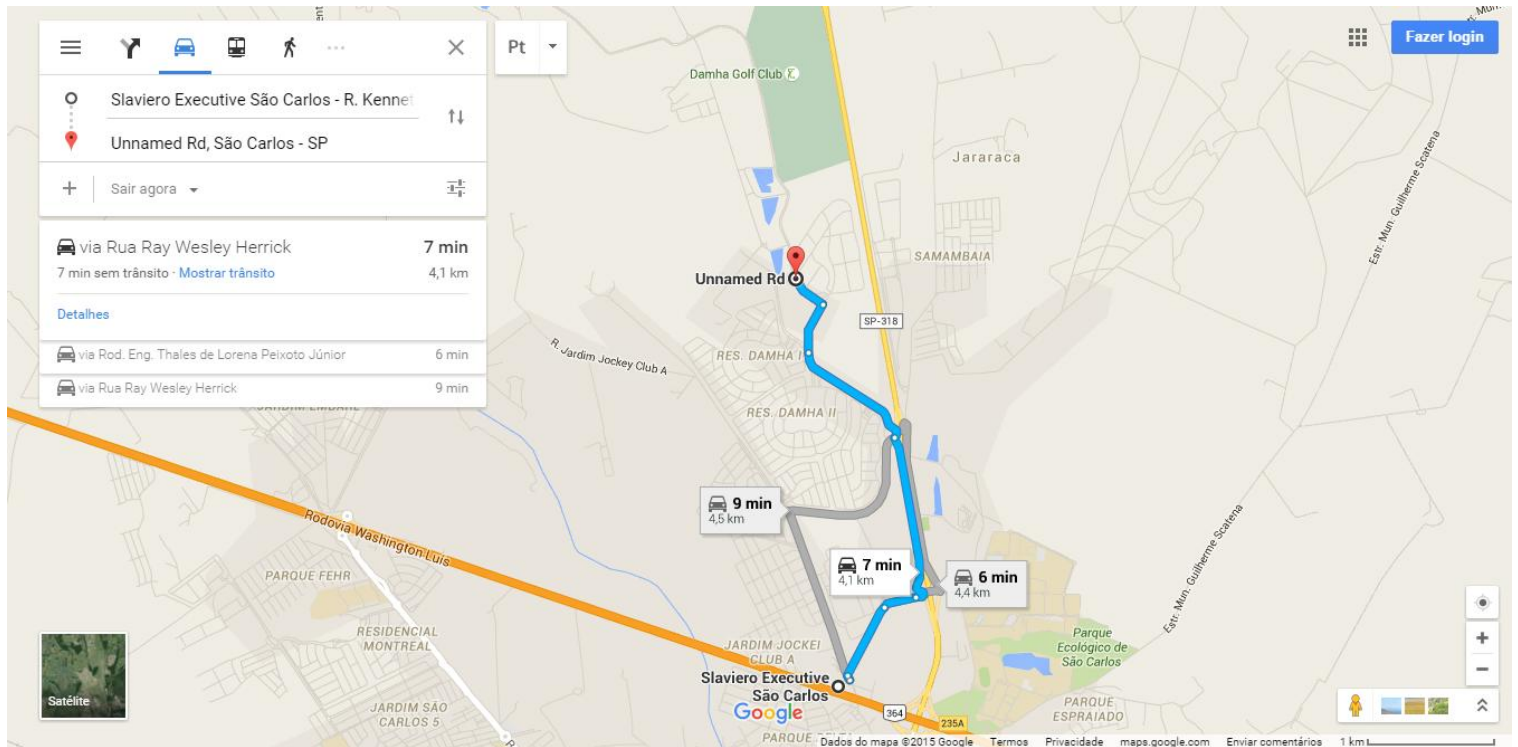 Pt
Fazer login
Slaviero Executive São Carlos - R. Kennet
Unnamed Rd, São Carlos - SP
Sair agora
via Rua Ray Wesley Herrick 7 min
7 min sem trânsito · Mostrar trânsito 4,1 km
Detalhes
via Rod. Eng. Thales de Lorena Peixoto Júnior 6 min
via Rua Ray Wesley Herrick 9 min
Damha Golf Club
Jararaca
Estr. Mun. Guilherme Scatena
SAMAMBAIA
Unnamed Rd
SP-318
R. Jardim Jockey Club A
RES. DAMHA I
RES. DAMHA II
JARDIM EMBARÉ
9 min
4,5 km
Rodovia Washington Luis
7 min
4,1 km
6 min
4,4 km
PARQUE FEHR
Estr. Mun. Guilherme Scatena
RESIDENCIAL
MONTREAL
JARDIM JOCKEI
CLUB A
Parque
Ecológico de
São Carlos
Slaviero Executive
São Carlos
Satélite
JARDIM SÃO
CARLOS 5
Google
364
235A
PARQUE
ESPRAIADO
PARQUE
Dados do mapa ©2015 Google Termos Privacidade maps.google.com Enviar comentários 1 km